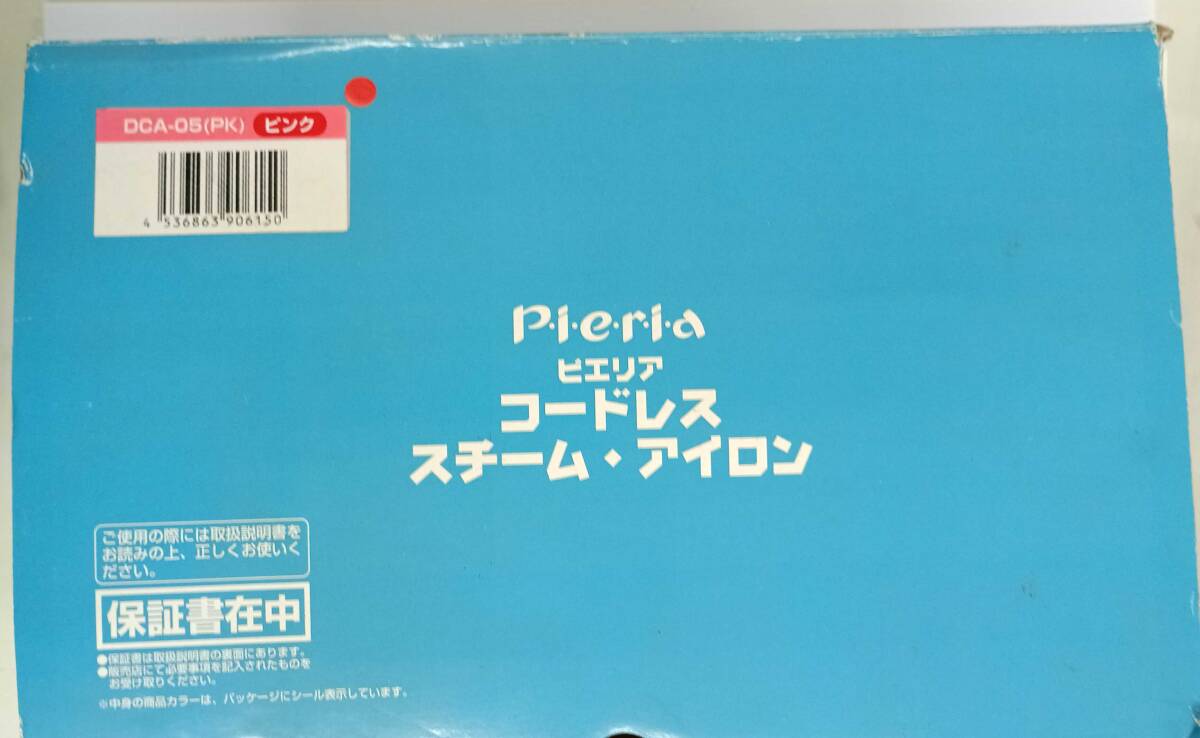 DCA-05(PK) ピンク
4 536863 906150
P・i・e・r・i・a
ピエリア
コードレス
スチーム・アイロン
ご使用の際には取扱説明書を
お読みの上、正しくお使いく
ださい。
保証書在中
●保証書は取扱説明書の裏面にあります。
●販売店にて必要事項を記入されたものを
お受け取りください。
※中身の商品カラーは、パッケージにシール表示しています。